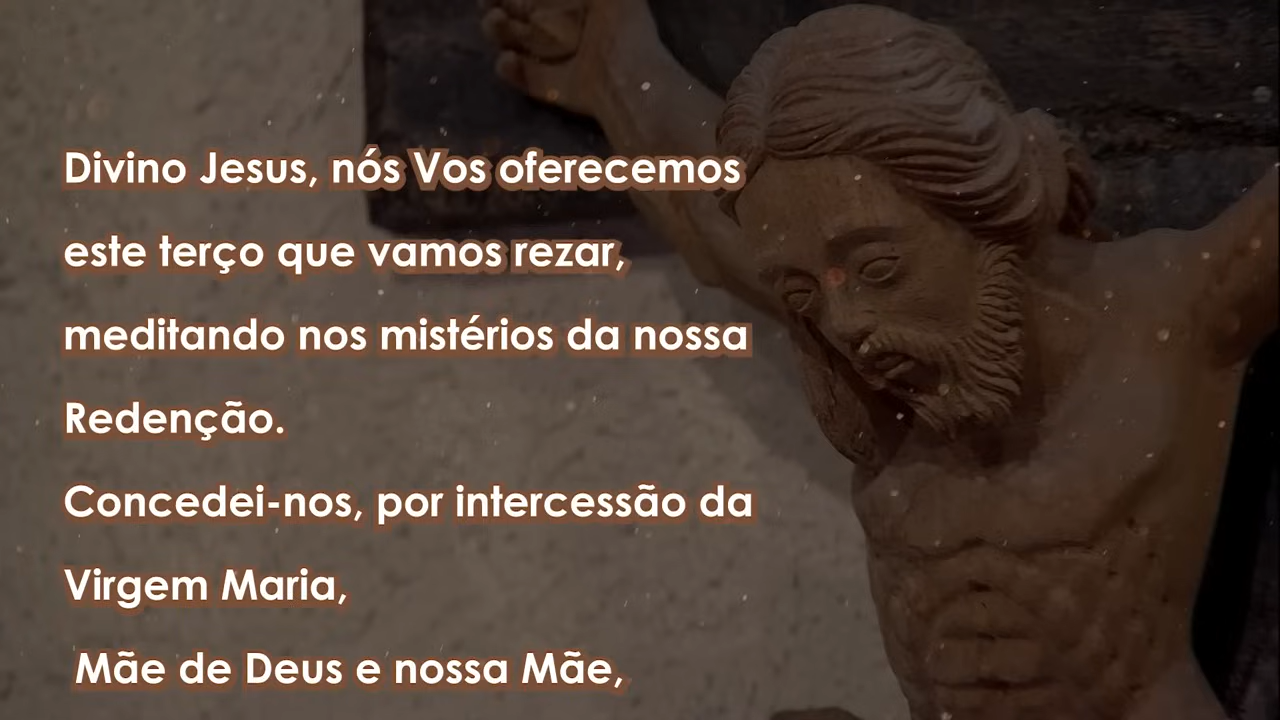 Divino Jesus, nós Vos oferecemos
este terço que vamos rezar,
meditando nos mistérios da nossa
Redenção.
Concedei-nos, por intercessão da
Virgem Maria,
Mãe de Deus e nossa Mãe,